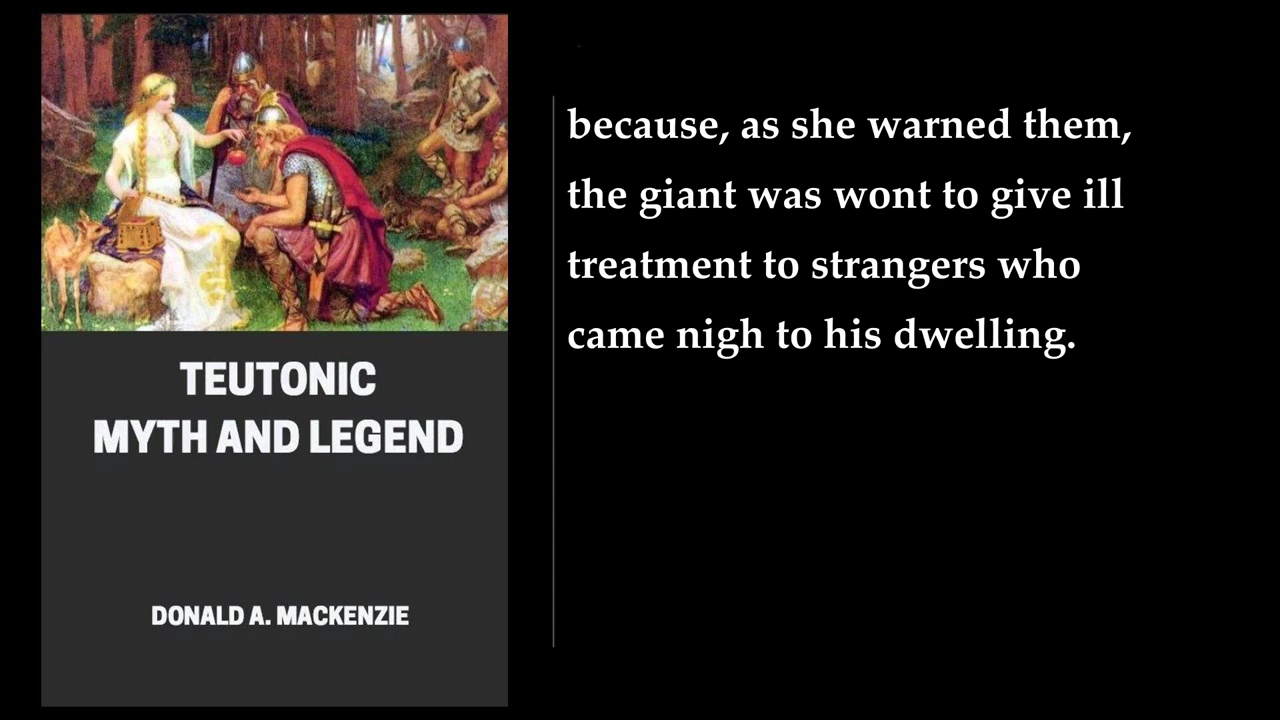 TEUTONIC
MYTH AND LEGEND
DONALD A. MACKENZIE
because, as she warned them,
the giant was wont to give ill
treatment to strangers who
came nigh to his dwelling.